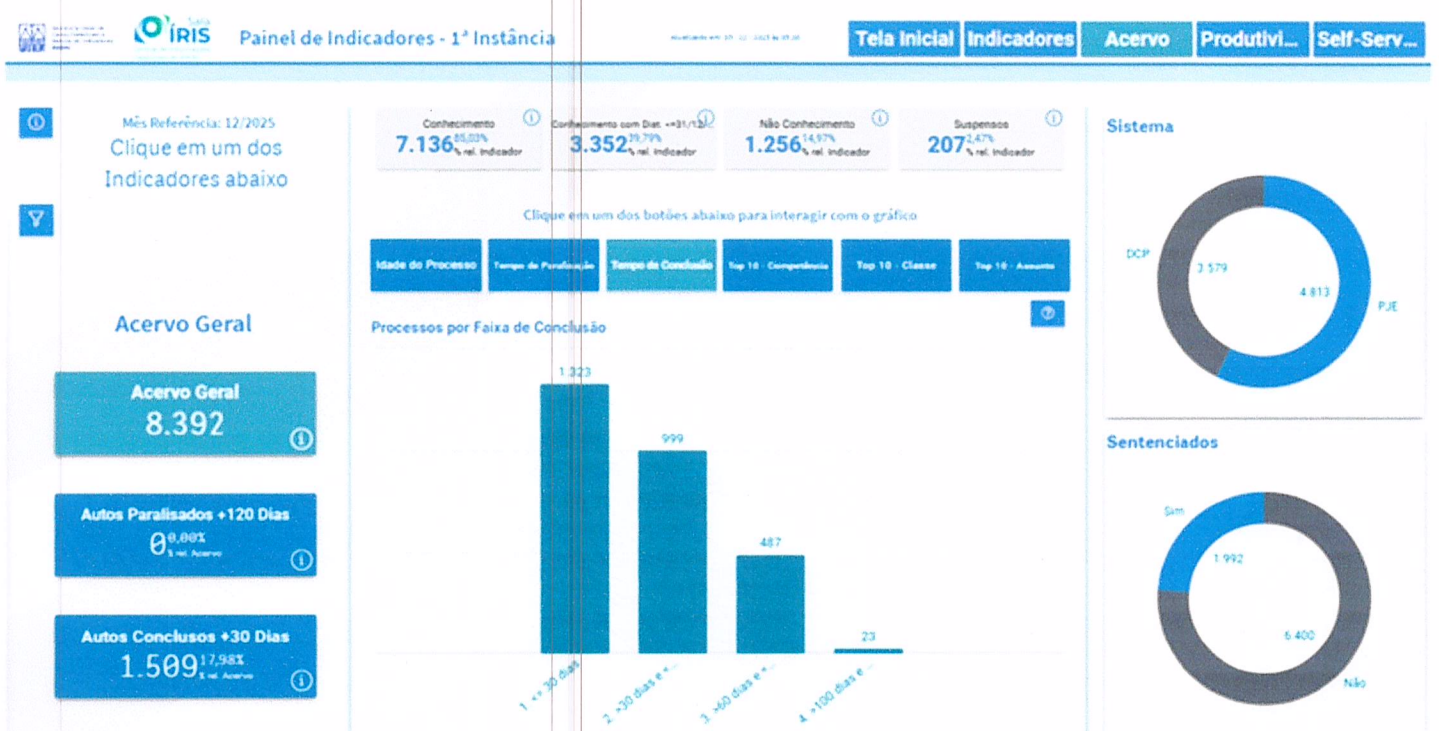 Sala
ÍRIS
Painel de Indicadores - 1ª Instância
Tela Inicial
Indicadores
Acervo
Produtivi...
Self-Serv...
Mês Referência: 12/2025
Clique em um dos
Indicadores abaixo
Conhecimento
7.136 85,03%
% rel. Indicador
Conhecimento com Dist. <=31/12/...
3.352 39,79%
% rel. Indicador
Não Conhecimento
1.256 14,97%
% rel. Indicador
Suspensos
207 2,47%
% rel. Indicador
Clique em um dos botões abaixo para interagir com o gráfico
Idade do Processo
Tempo de Paralisação
Tempo de Conclusão
Top 10 - Competência
Top 10 - Classe
Top 10 - Assunto
Acervo Geral
Acervo Geral
8.392
Autos Paralisados +120 Dias
0 0,00%
% rel. Acervo
Autos Conclusos +30 Dias
1.509 17,98%
% rel. Acervo
Processos por Faixa de Conclusão
1.323
999
487
23
1. <= 30 dias
2. >30 dias e <...
3. >60 dias e <...
4. >100 dias e ...
Sistema
DCP
3.579
4.813
PJE
Sentenciados
Sim
1.992
6.400
Não